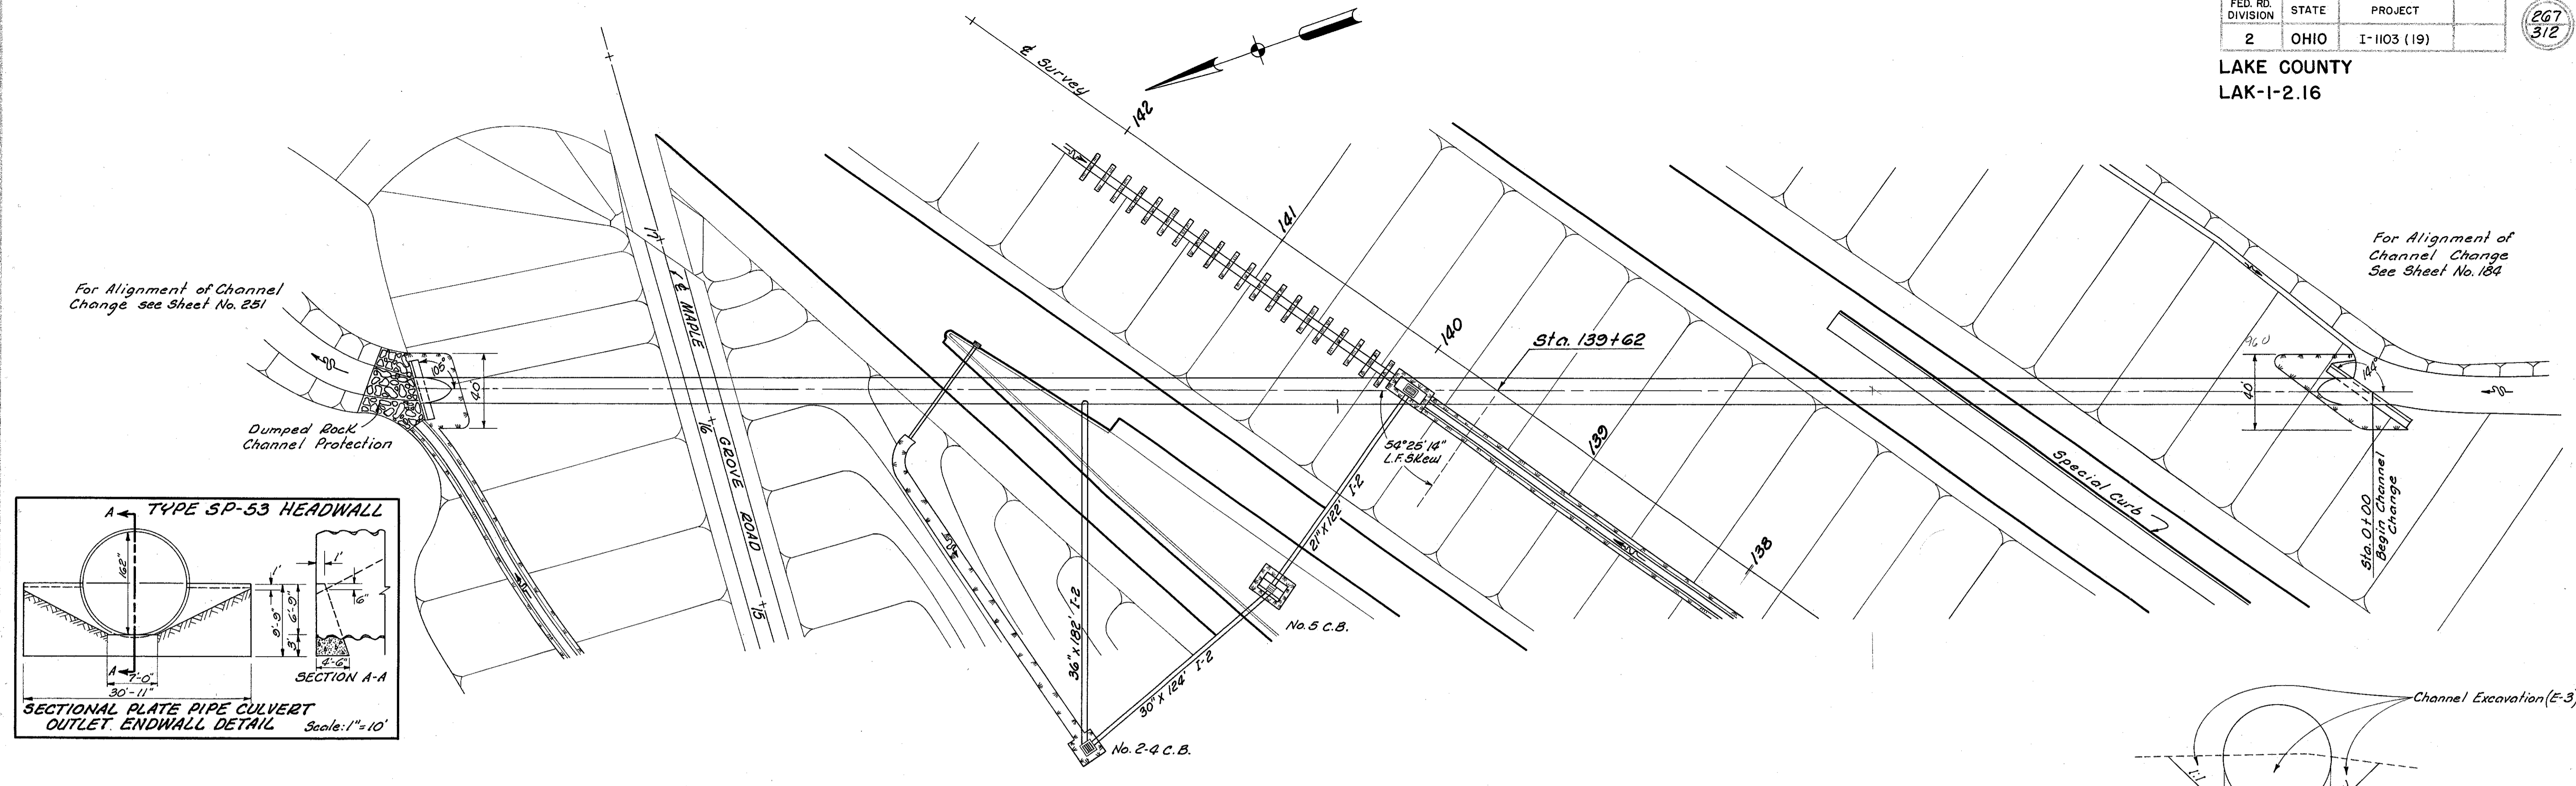 FED. RD. DIVISION
STATE
PROJECT
2
OHIO
I-1103 (19)
267
312
LAKE COUNTY
LAK-1-2.16
℄ Survey
142
141
140
139
138
Sta. 139+62
54°25'14"
L.F. Skew
For Alignment of Channel
Change see Sheet No. 251
For Alignment of
Channel Change
See Sheet No. 184
Dumped Rock
Channel Protection
105°
40'
17
℄ MAPLE
16
GROVE ROAD
15
36" X 182' I-2
30" X 124' I-2
21" X 122' I-2
No. 5 C.B.
No. 2-4 C.B.
Special Curb
960
40'
144°
Sta. 0+00
Begin Channel
Change
TYPE SP-53 HEADWALL
A
162"
1'
6'-9"
9'-9"
3'
A
7'-0"
30'-11"
1'
6"
4'-6"
SECTION A-A
SECTIONAL PLATE PIPE CULVERT
OUTLET ENDWALL DETAIL
Scale: 1"=10'
Channel Excavation (E-3)
1:1